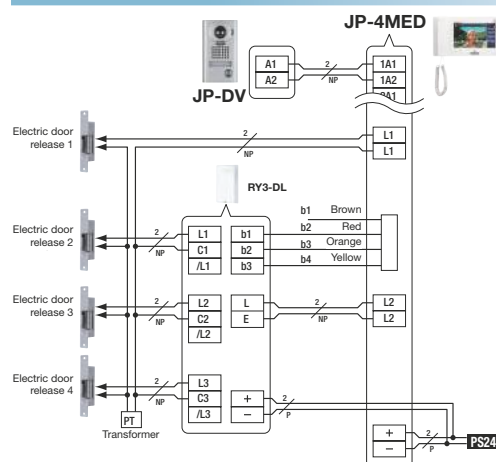 JP-4MED
JP-DV
A1
A2
2
NP
1A1
1A2
2A1
Electric door
release 1
2
NP
L1
L1
RY3-DL
Electric door
release 2
2
NP
L1
C1
/L1
b1
b2
b3
b1 Brown
b2 Red
b3 Orange
b4 Yellow
Electric door
release 3
2
NP
L2
C2
/L2
L
E
2
NP
L2
L2
Electric door
release 4
2
NP
L3
C3
/L3
+
−
2
P
PT
Transformer
+
−
2
P
PS24